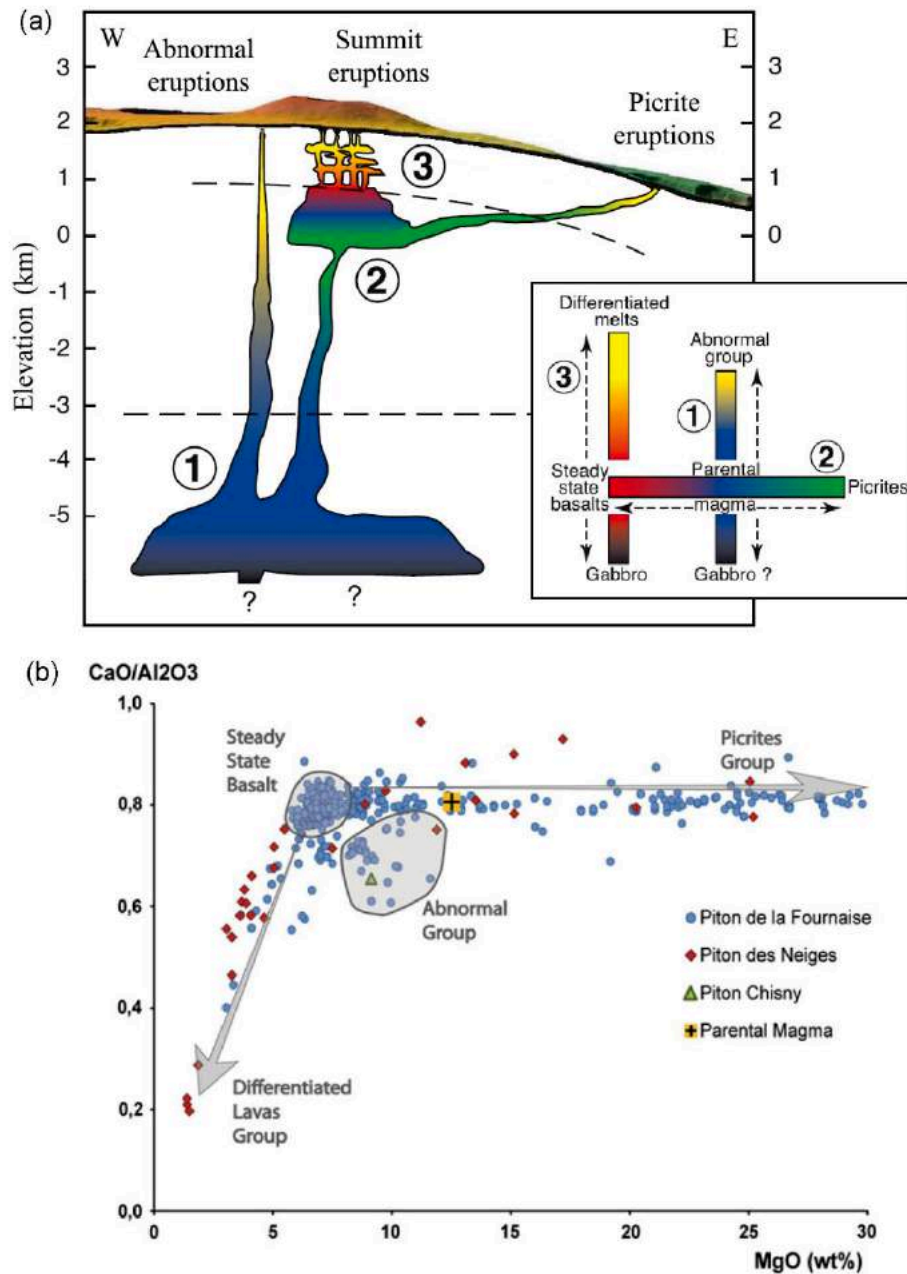 (a)
W
E
Abnormal
eruptions
Summit
eruptions
Picrite
eruptions
Elevation (km)
3
2
1
0
-1
-2
-3
-4
-5
3
2
1
0
1
2
3
?
?
Differentiated
melts
Abnormal
group
3
1
2
Steady
state
basalts
Parental
magma
Picrites
Gabbro
Gabbro ?
(b)
CaO/Al2O3
1,0
0,8
0,6
0,4
0,2
0,0
0
5
10
15
20
25
30
MgO (wt%)
Steady
State
Basalt
Picrites
Group
Abnormal
Group
Differentiated
Lavas
Group
Piton de la Fournaise
Piton des Neiges
Piton Chisny
Parental Magma